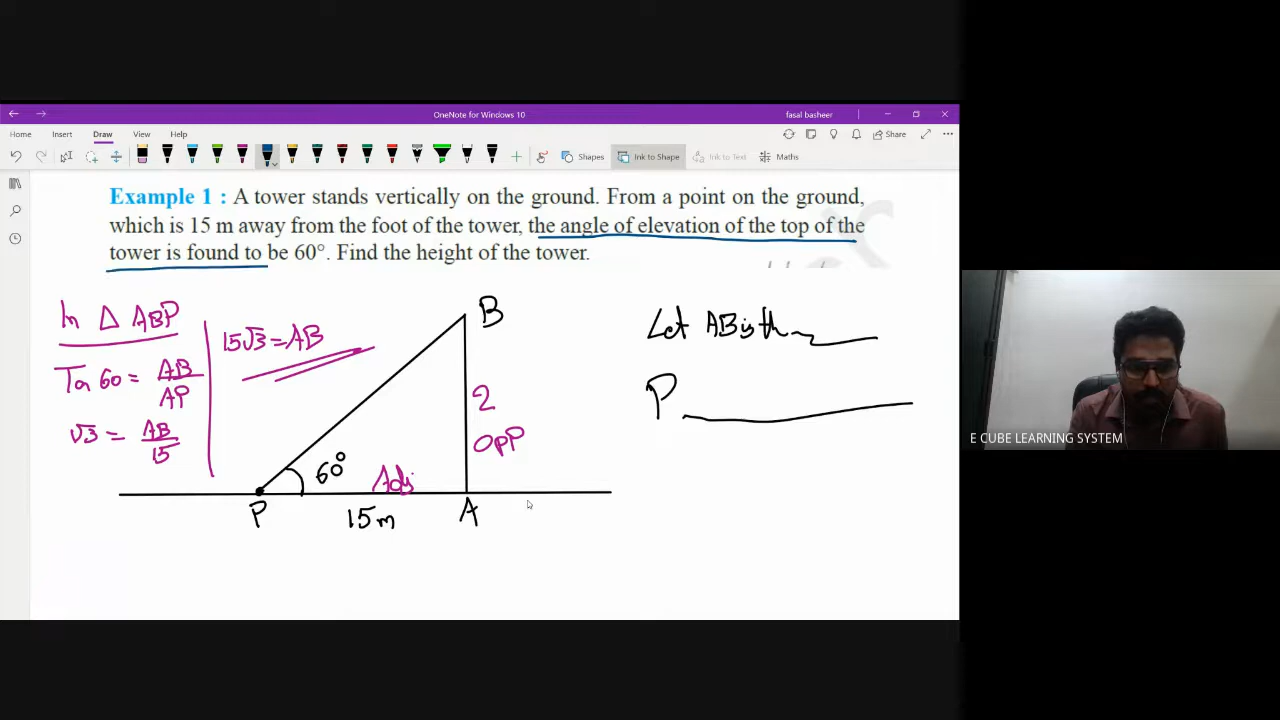 OneNote for Windows 10
fasal basheer
Home Insert Draw View Help
Share
Shapes Ink to Shape Ink to Text Maths
Example 1 : A tower stands vertically on the ground. From a point on the ground,
which is 15 m away from the foot of the tower, the angle of elevation of the top of the
tower is found to be 60°. Find the height of the tower.
In Δ ABP
Tan 60 = AB/AP
√3 = AB/15
15√3 = AB
B
2
OPP
60°
Adj
P
15m
A
Let AB is th
P
E CUBE LEARNING SYSTEM